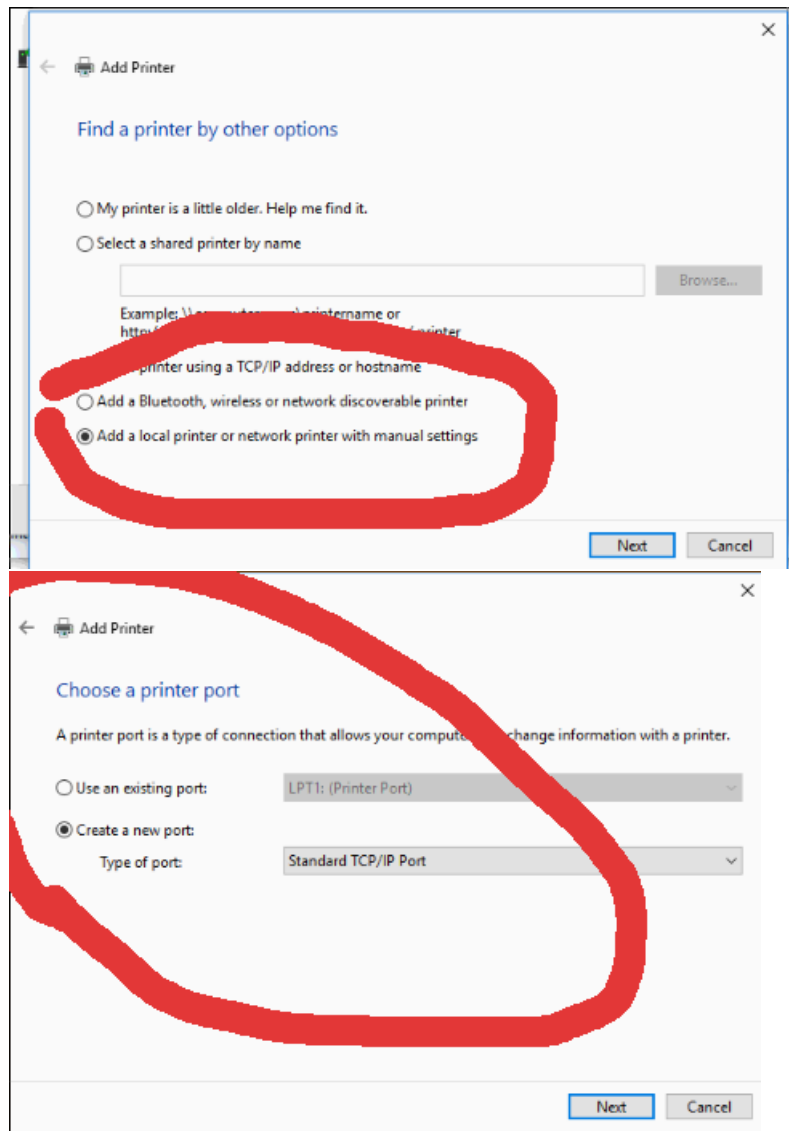 Add Printer
Find a printer by other options
My printer is a little older. Help me find it.
Select a shared printer by name
Browse...
Example: \\ or
http:/
printer using a TCP/IP address or hostname
Add a Bluetooth, wireless or network discoverable printer
Add a local printer or network printer with manual settings
Next Cancel
Add Printer
Choose a printer port
A printer port is a type of connection that allows your change information with a printer.
Use an existing port: LPT1: (Printer Port)
Create a new port:
Type of port: Standard TCP/IP Port
Next Cancel